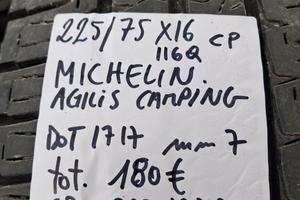 225/75 X16 CP
116Q
MICHELIN.
AGILIS CAMPING
DOT 1717 mm 7
tot. 180€